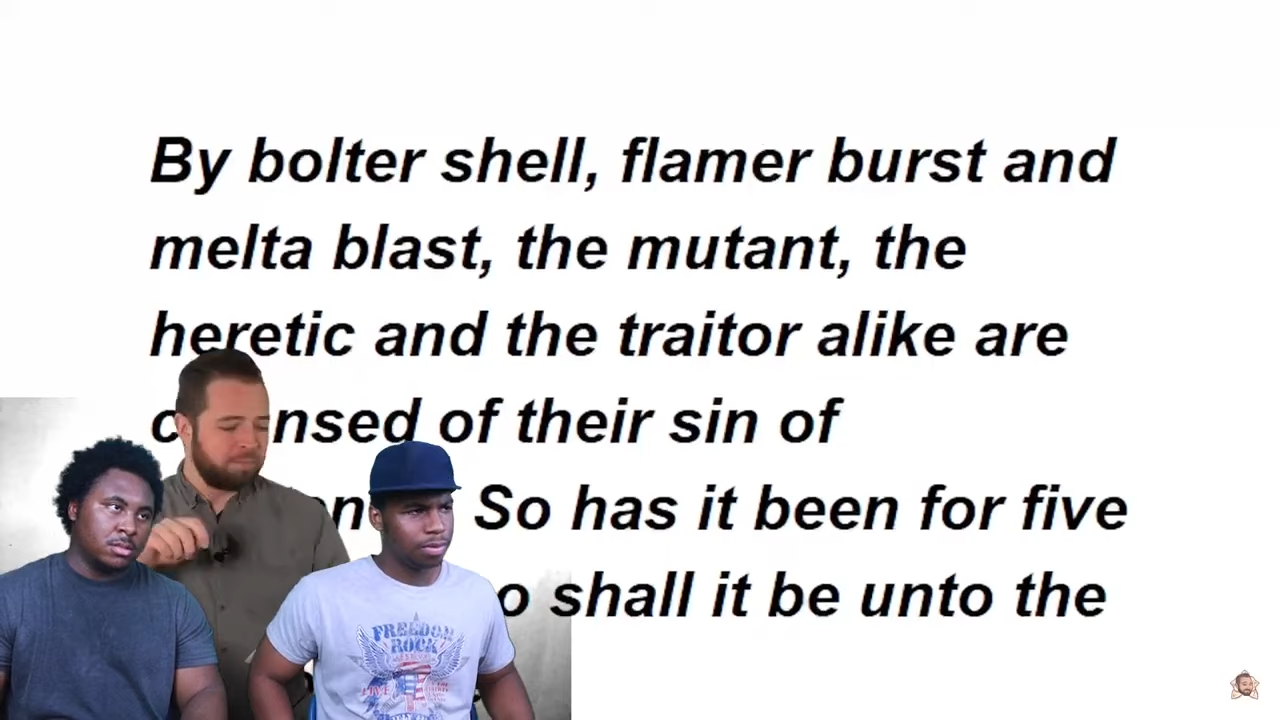 By bolter shell, flamer burst and
melta blast, the mutant, the
heretic and the traitor alike are
nsed of their sin of
So has it been for five
shall it be unto the
FREEDOM
ROCK